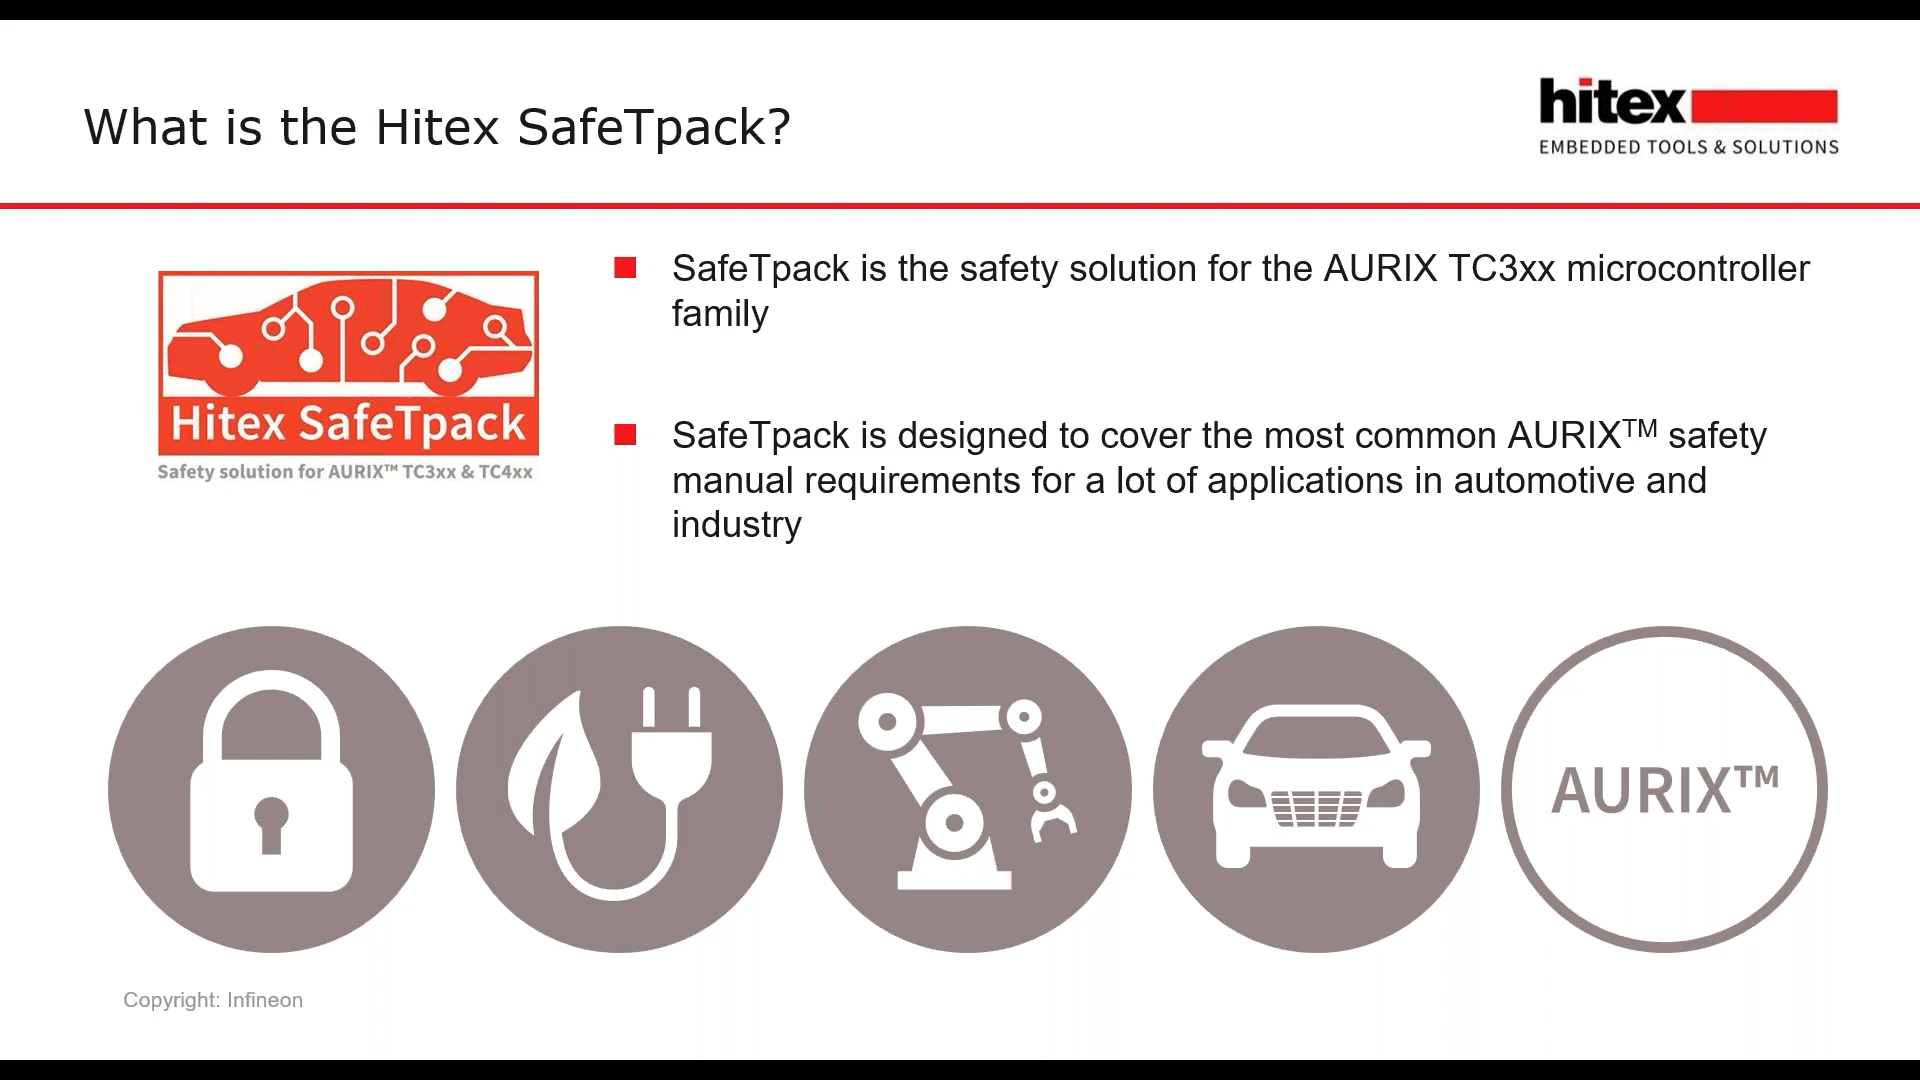 What is the Hitex SafeTpack?
hitex
EMBEDDED TOOLS & SOLUTIONS
Hitex SafeTpack
Safety solution for AURIX™ TC3xx & TC4xx
SafeTpack is the safety solution for the AURIX TC3xx microcontroller
family
SafeTpack is designed to cover the most common AURIX™ safety
manual requirements for a lot of applications in automotive and
industry
AURIX™
Copyright: Infineon